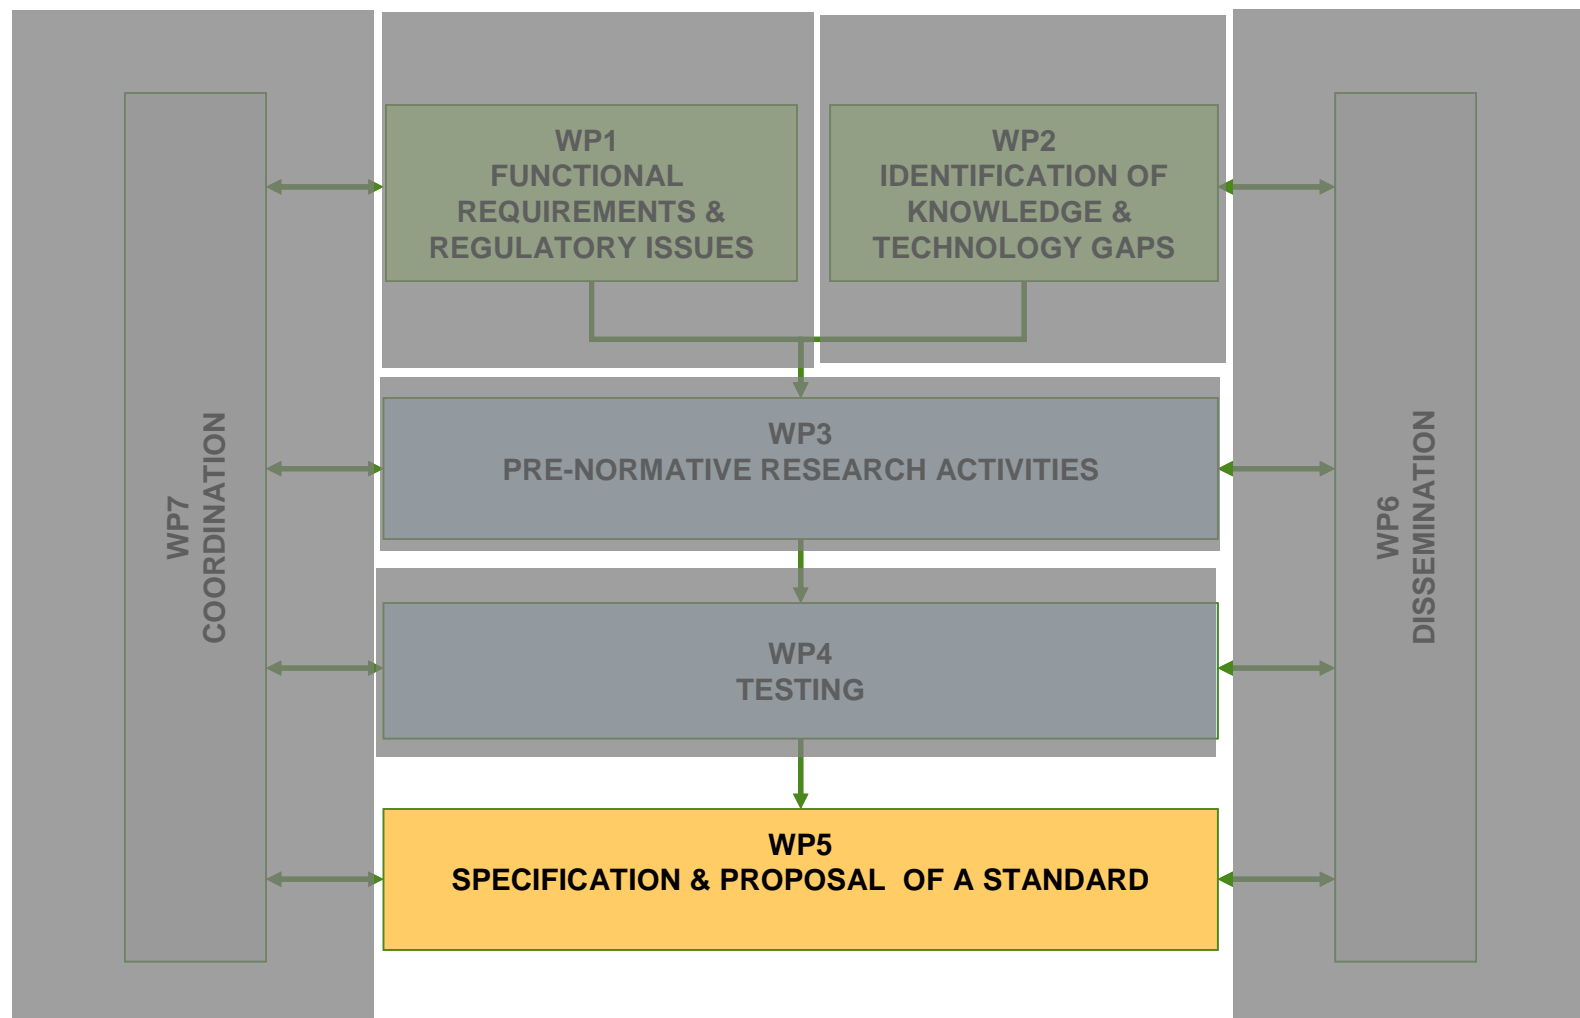 WP1
FUNCTIONAL
REQUIREMENTS &
REGULATORY ISSUES
WP2
IDENTIFICATION OF
KNOWLEDGE &
TECHNOLOGY GAPS
WP7
COORDINATION
WP3
PRE-NORMATIVE RESEARCH ACTIVITIES
WP6
DISSEMINATION
WP4
TESTING
WP5
SPECIFICATION & PROPOSAL  OF A STANDARD